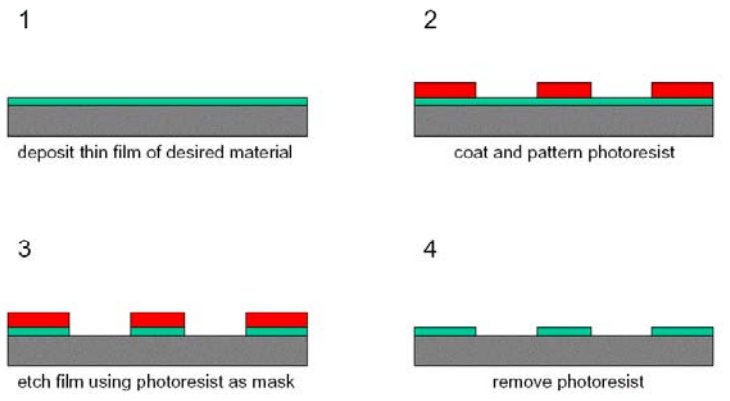 1
deposit thin film of desired material
2
coat and pattern photoresist
3
etch film using photoresist as mask
4
remove photoresist